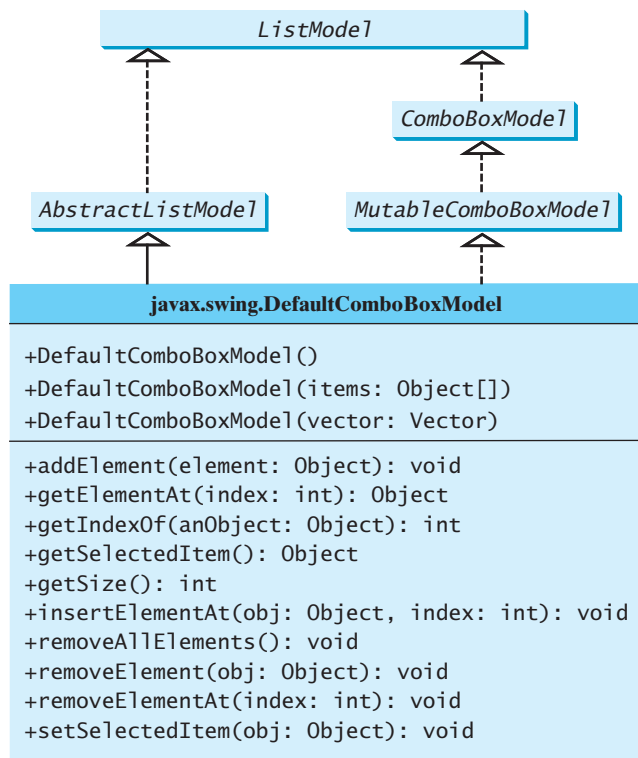 ListModel
ComboBoxModel
AbstractListModel
MutableComboBoxModel
javax.swing.DefaultComboBoxModel
+DefaultComboBoxModel()
+DefaultComboBoxModel(items: Object[])
+DefaultComboBoxModel(vector: Vector)
+addElement(element: Object): void
+getElementAt(index: int): Object
+getIndexOf(anObject: Object): int
+getSelectedItem(): Object
+getSize(): int
+insertElementAt(obj: Object, index: int): void
+removeAllElements(): void
+removeElement(obj: Object): void
+removeElementAt(index: int): void
+setSelectedItem(obj: Object): void